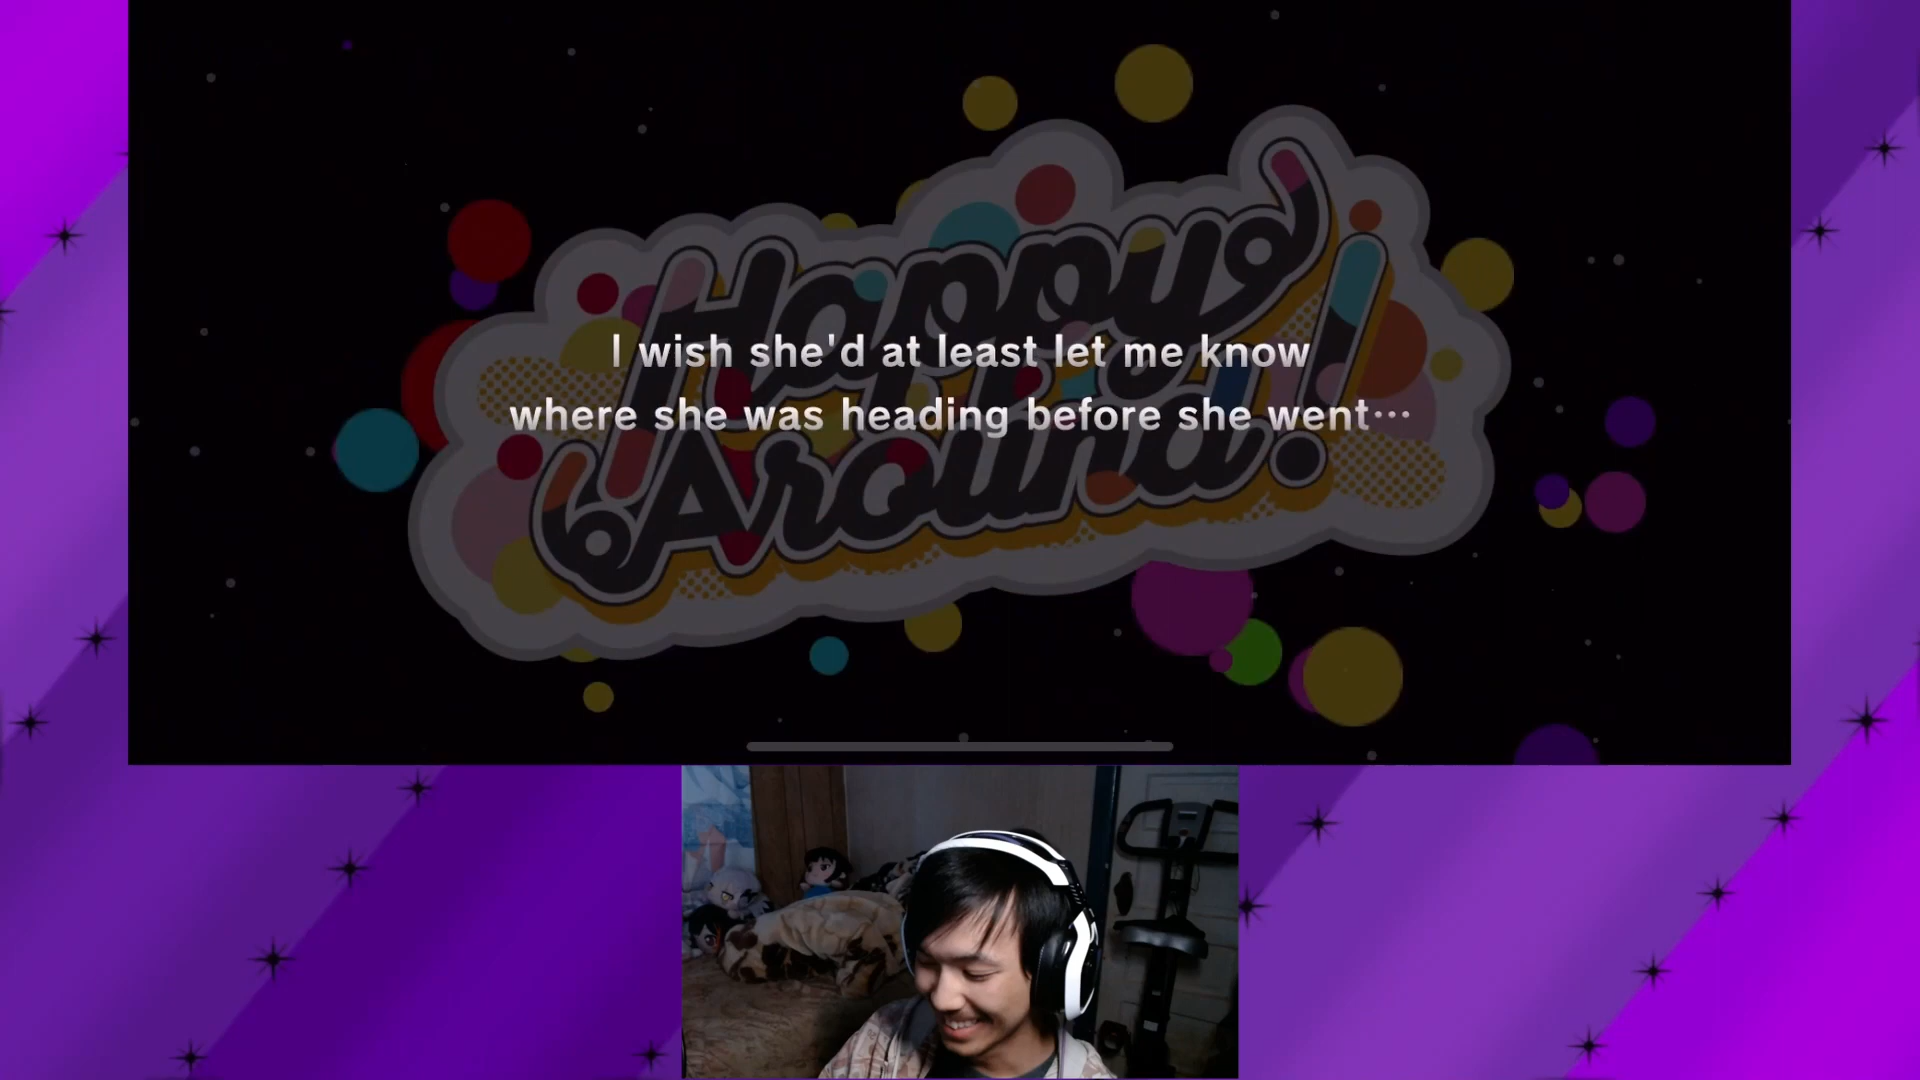 Happy
Around!
I wish she'd at least let me know
where she was heading before she went…